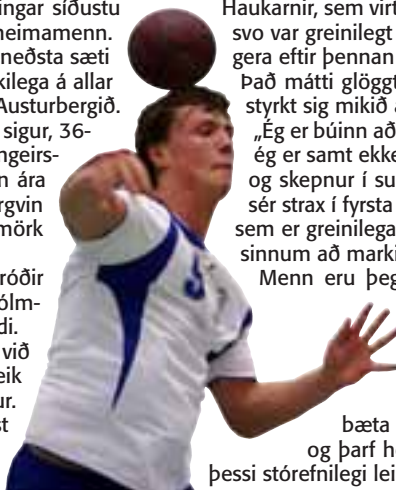 ingar síðustu
heimamenn.
neðsta sæti
kilega á allar
Austurbergið.
sigur, 36-
ngeirs-
n ára
rgvin
mörk
róðir
ólm-
di.
við
eik
ur.
st
Haukarnir, sem virt
svo var greinilegt
gera eftir þennan
Það mátti glöggt
styrkt sig mikið a
„Ég er búinn að
ég er samt ekke
og skepnur í su
sér strax í fyrsta
sem er greinilega
sinnum að marki
Menn eru þeg
bæta
og þarf he
þessi stórefnilegi lei